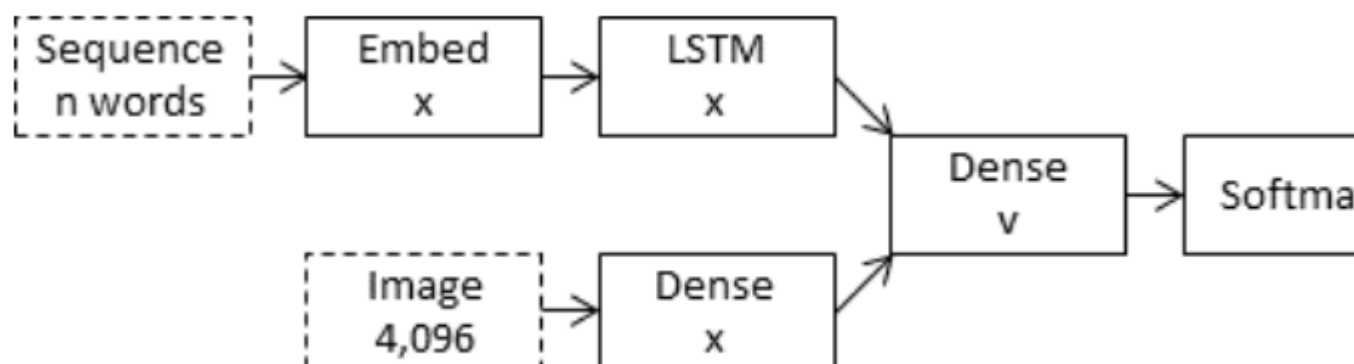 Sequence
n words
Embed
x
LSTM
x
Dense
v
Softma
Image
4,096
Dense
x